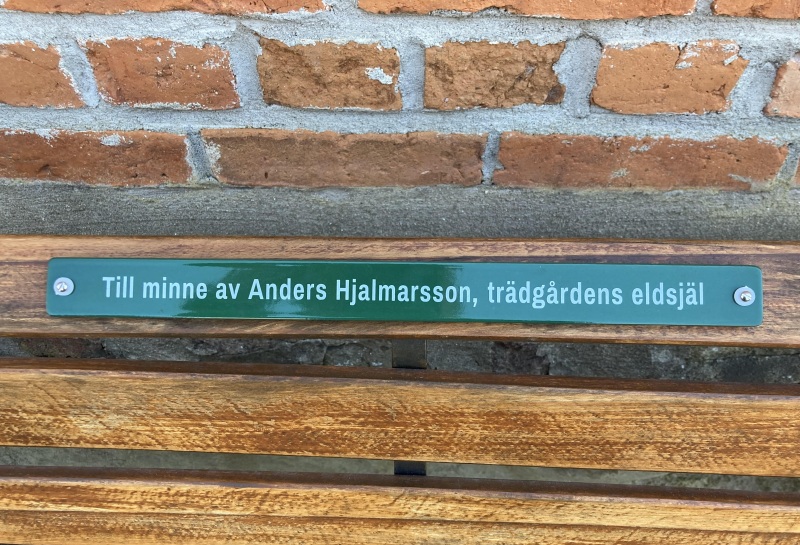 Till minne av Anders Hjalmarsson, trädgårdens eldsjäl